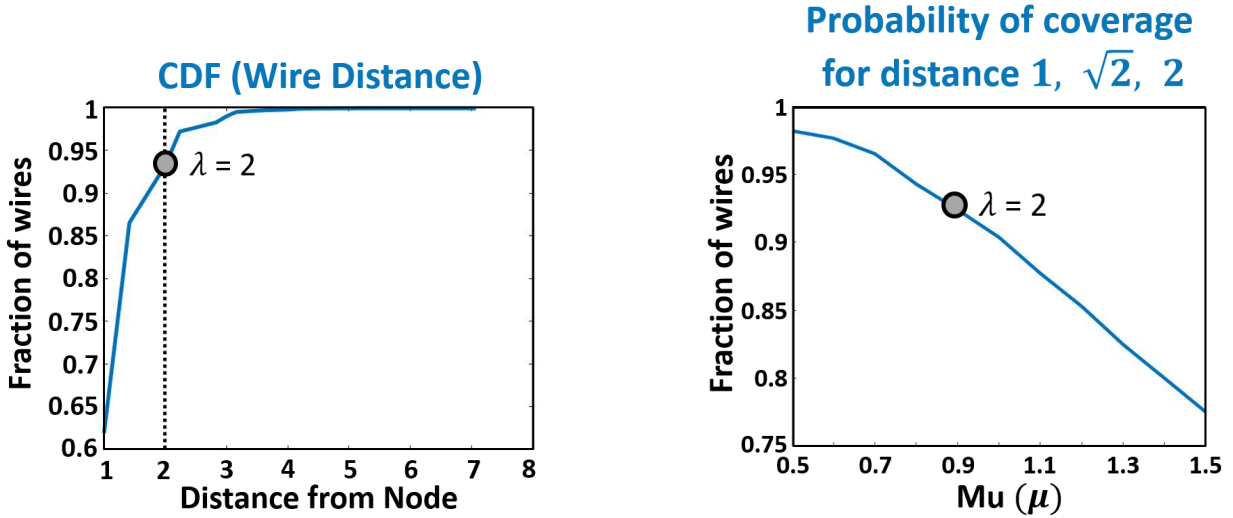 CDF (Wire Distance)
Fraction of wires
1
0.95
0.9
0.85
0.8
0.75
0.7
0.65
0.6
λ = 2
1 2 3 4 5 6 7 8
Distance from Node
Probability of coverage
for distance 1, √2, 2
Fraction of wires
1
0.95
0.9
0.85
0.8
0.75
λ = 2
0.5 0.7 0.9 1.1 1.3 1.5
Mu (μ)